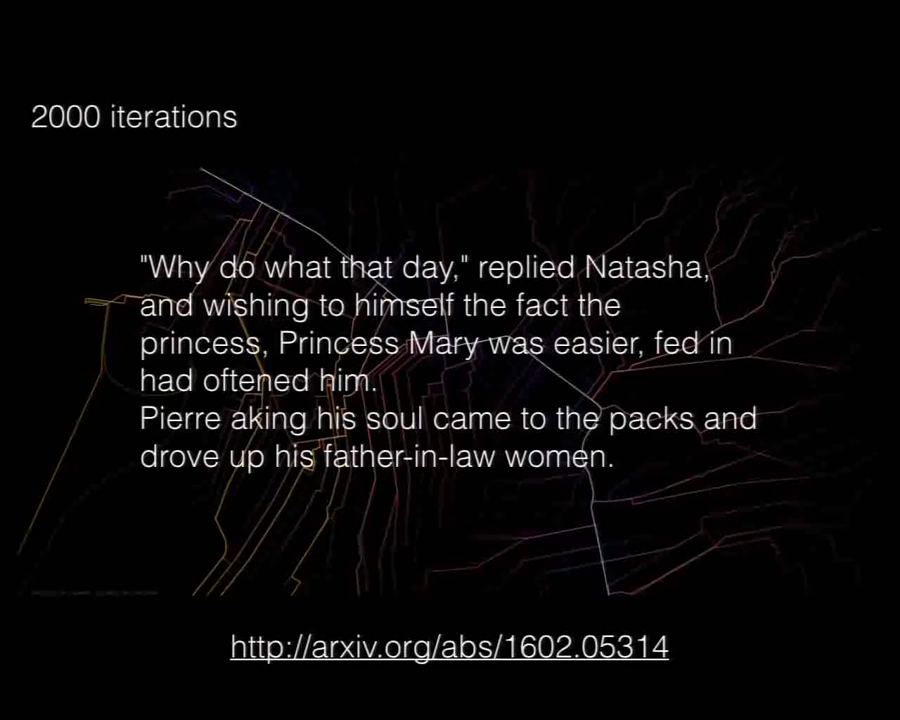 2000 iterations
"Why do what that day," replied Natasha,
and wishing to himself the fact the
princess, Princess Mary was easier, fed in
had oftened him.
Pierre aking his soul came to the packs and
drove up his father-in-law women.
http://arxiv.org/abs/1602.05314